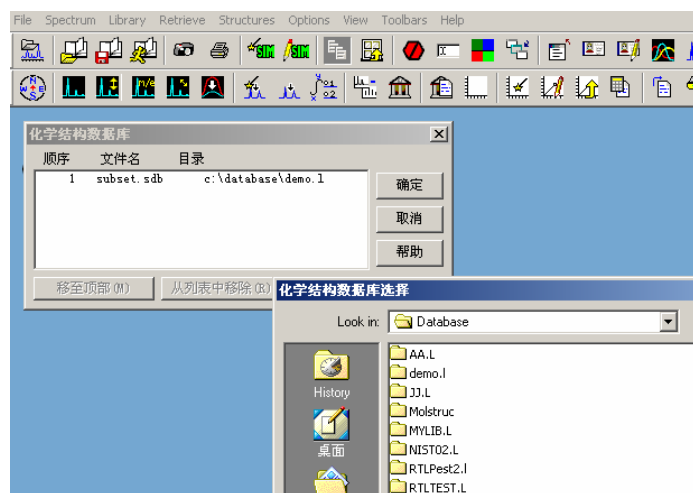 File Spectrum Library Retrieve Structures Options View Toolbars Help
SIM SIM
m/e
N
W E
S
化学结构数据库
顺序 文件名 目录
1 subset.sdb c:\database\demo.l
确定
取消
帮助
移至顶部(M) 从列表中移除(R)
化学结构数据库选择
Look in: Database
History
桌面
AA.L
demo.l
JJ.L
Molstruc
MYLIB.L
NIST02.L
RTLPest2.l
RTLTEST.L